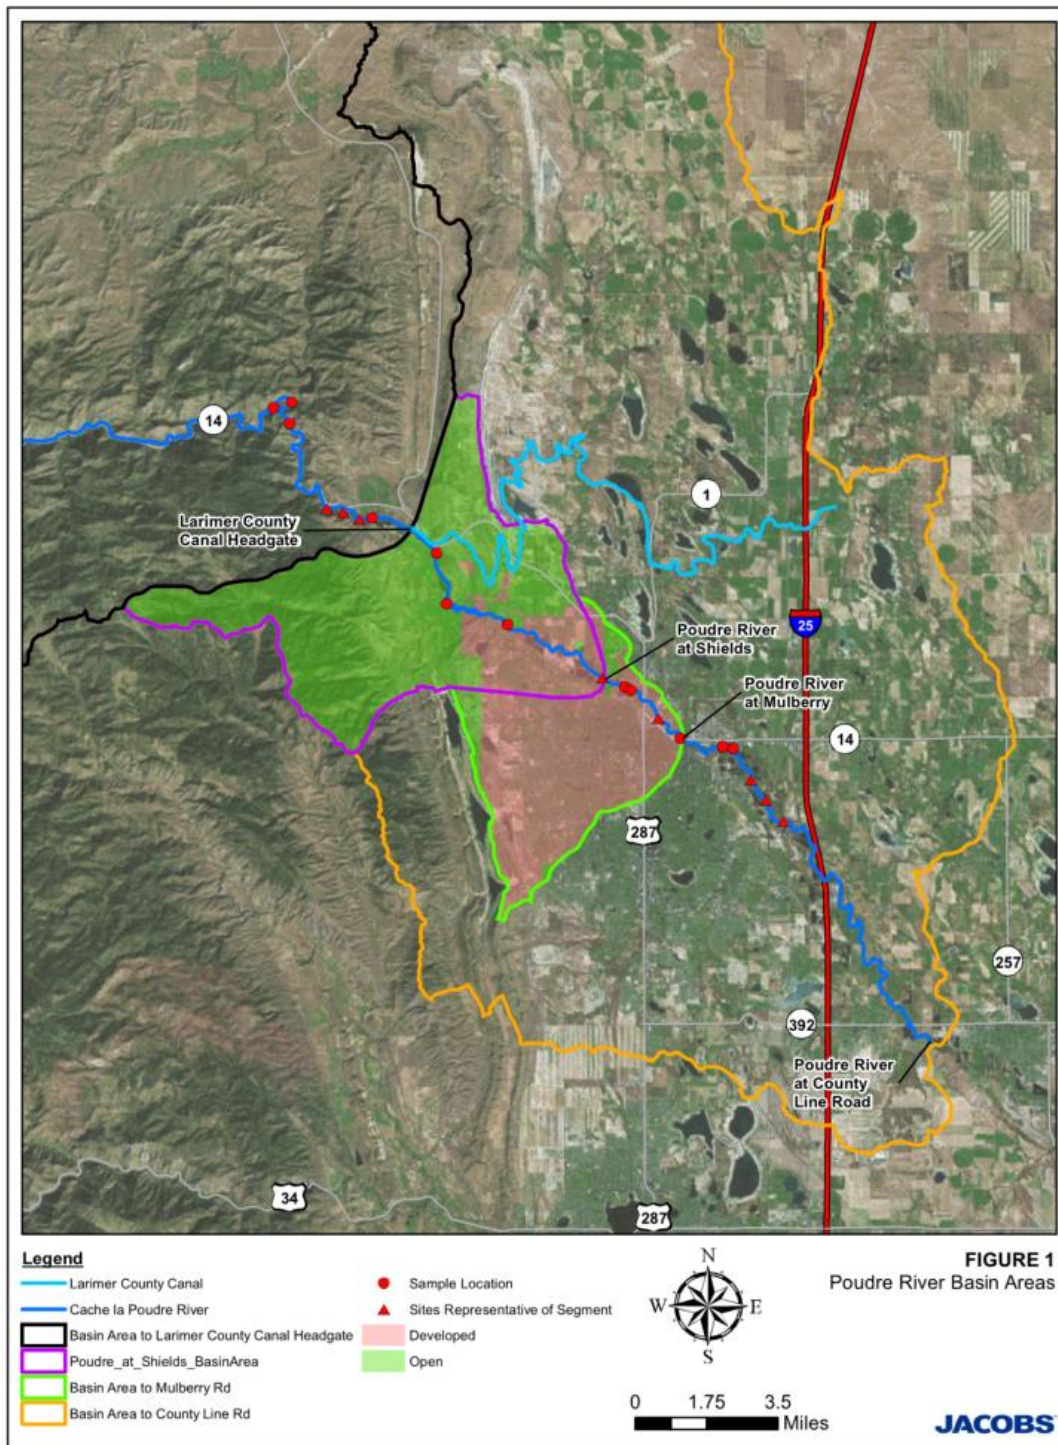 14
1
Larimer County
Canal Headgate
25
Poudre River
at Shields
Poudre River
at Mulberry
14
287
257
392
Poudre River
at County
Line Road
34
287
Legend
Larimer County Canal
Cache la Poudre River
Basin Area to Larimer County Canal Headgate
Poudre_at_Shields_BasinArea
Basin Area to Mulberry Rd
Basin Area to County Line Rd
Sample Location
Sites Representative of Segment
Developed
Open
N
W E
S
0 1.75 3.5
Miles
FIGURE 1
Poudre River Basin Areas
JACOBS